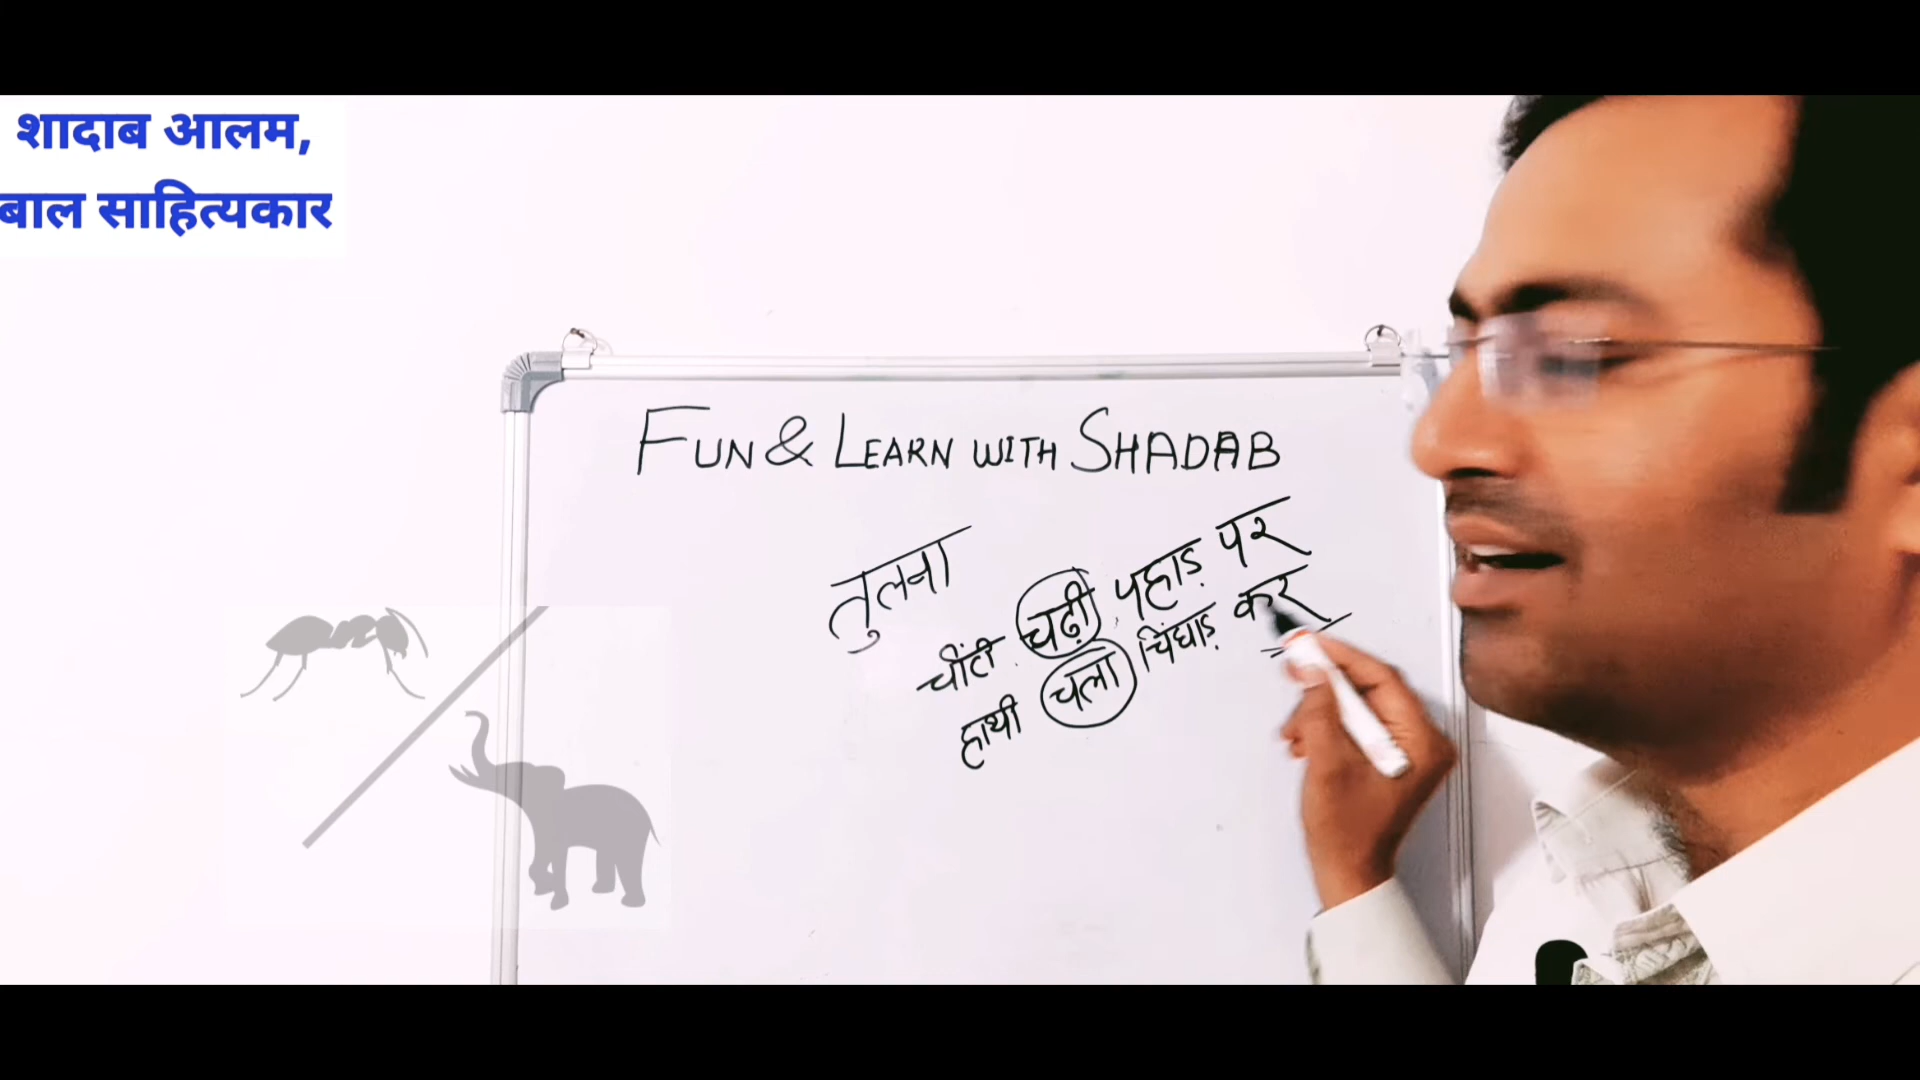 शादाब आलम,
बाल साहित्यकार
FUN & LEARN WITH SHADAB
तुलना
चींटी चढ़ी पहाड़ पर
हाथी चला चिंघाड़ कर